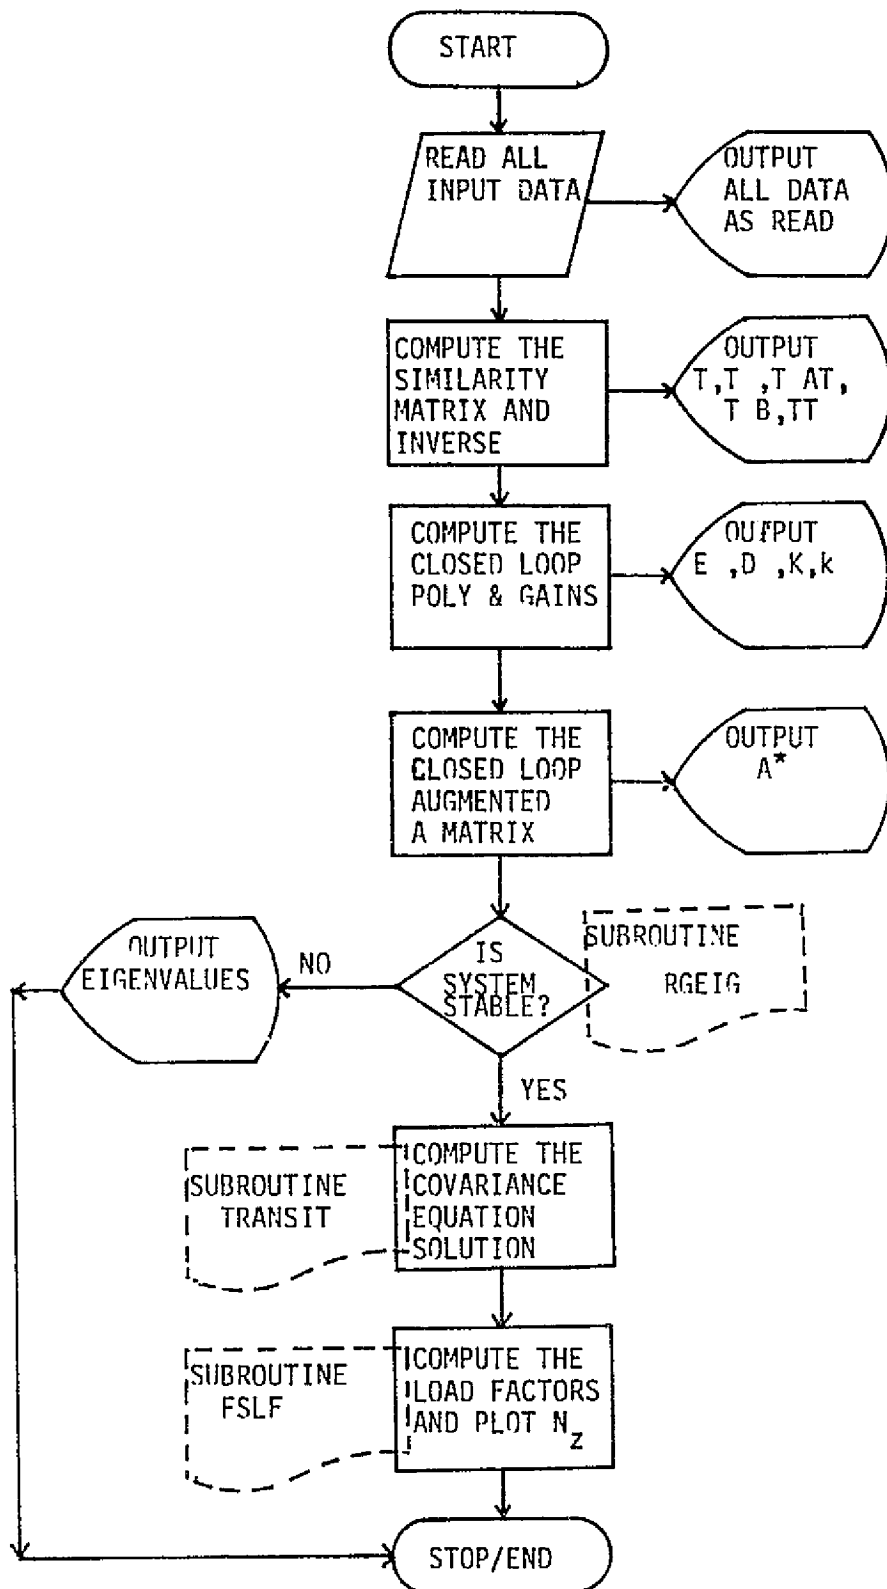 START
READ ALL
INPUT DATA
OUTPUT
ALL DATA
AS READ
COMPUTE THE
SIMILARITY
MATRIX AND
INVERSE
OUTPUT
T,T ,T AT,
T B,TT
COMPUTE THE
CLOSED LOOP
POLY & GAINS
OUTPUT
E ,D ,K,k
COMPUTE THE
CLOSED LOOP
AUGMENTED
A MATRIX
OUTPUT
A*
OUTPUT
EIGENVALUES
NO
IS
SYSTEM
STABLE?
SUBROUTINE
RGEIG
YES
SUBROUTINE
TRANSIT
COMPUTE THE
COVARIANCE
EQUATION
SOLUTION
SUBROUTINE
FSLF
COMPUTE THE
LOAD FACTORS
AND PLOT N_z
STOP/END